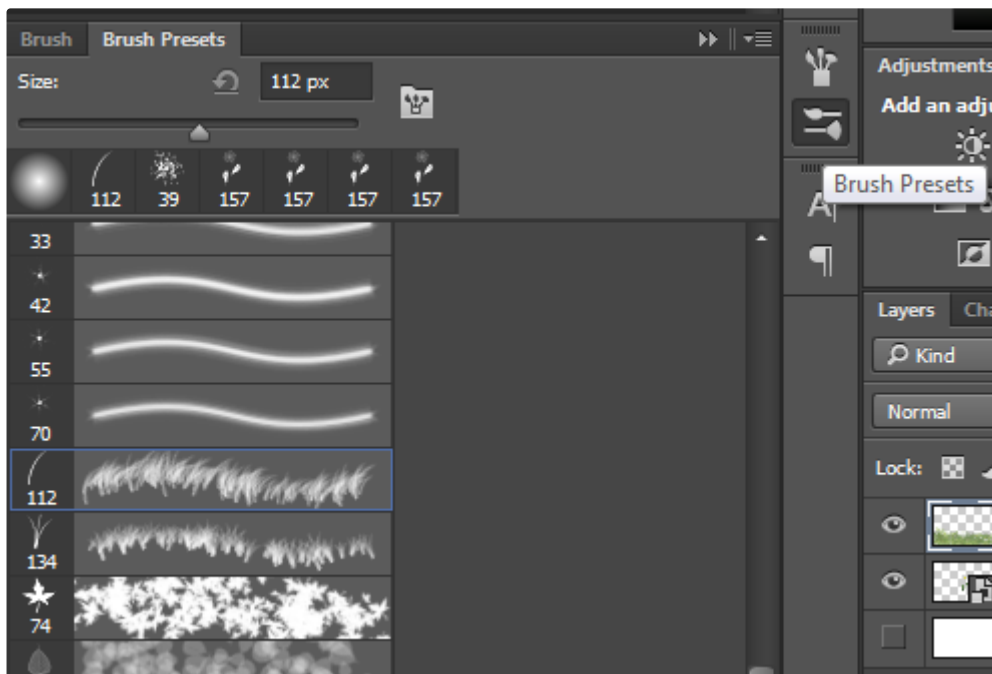 Brush Brush Presets
Size: 112 px
112 39 157 157 157 157
33
42
55
70
112
134
74
Adjustments
Add an adju
Brush Presets
A|
Layers Cha
Kind
Normal
Lock: